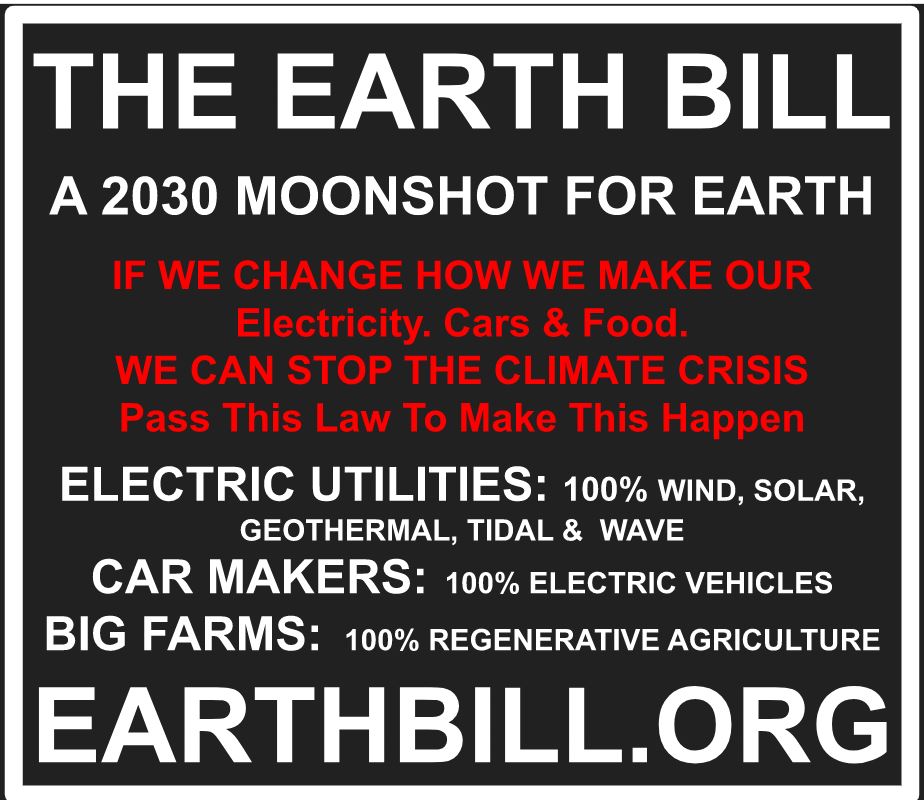 THE EARTH BILL
A 2030 MOONSHOT FOR EARTH
IF WE CHANGE HOW WE MAKE OUR
Electricity. Cars & Food.
WE CAN STOP THE CLIMATE CRISIS
Pass This Law To Make This Happen
ELECTRIC UTILITIES: 100% WIND, SOLAR,
GEOTHERMAL, TIDAL & WAVE
CAR MAKERS: 100% ELECTRIC VEHICLES
BIG FARMS: 100% REGENERATIVE AGRICULTURE
EARTHBILL.ORG